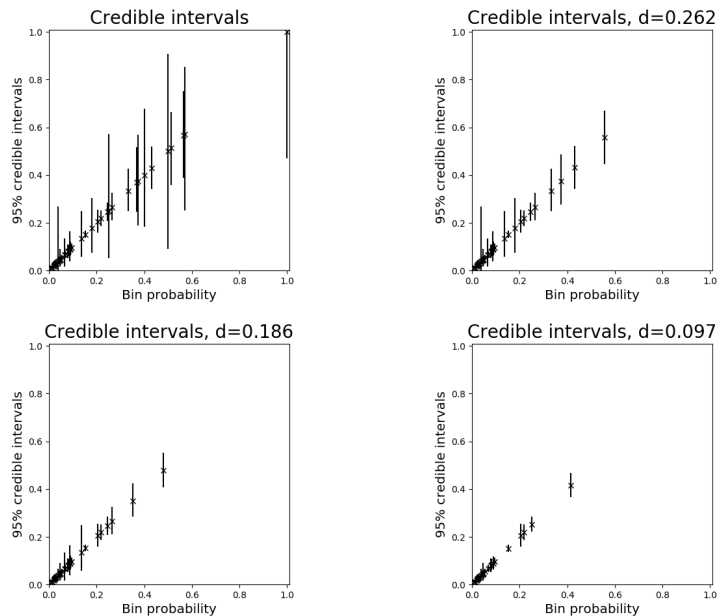 Credible intervals
95% credible intervals
1.0
0.8
0.6
0.4
0.2
0.0
0.0 0.2 0.4 0.6 0.8 1.0
Bin probability
Credible intervals, d=0.262
95% credible intervals
1.0
0.8
0.6
0.4
0.2
0.0
0.0 0.2 0.4 0.6 0.8 1.0
Bin probability
Credible intervals, d=0.186
95% credible intervals
1.0
0.8
0.6
0.4
0.2
0.0
0.0 0.2 0.4 0.6 0.8 1.0
Bin probability
Credible intervals, d=0.097
95% credible intervals
1.0
0.8
0.6
0.4
0.2
0.0
0.0 0.2 0.4 0.6 0.8 1.0
Bin probability